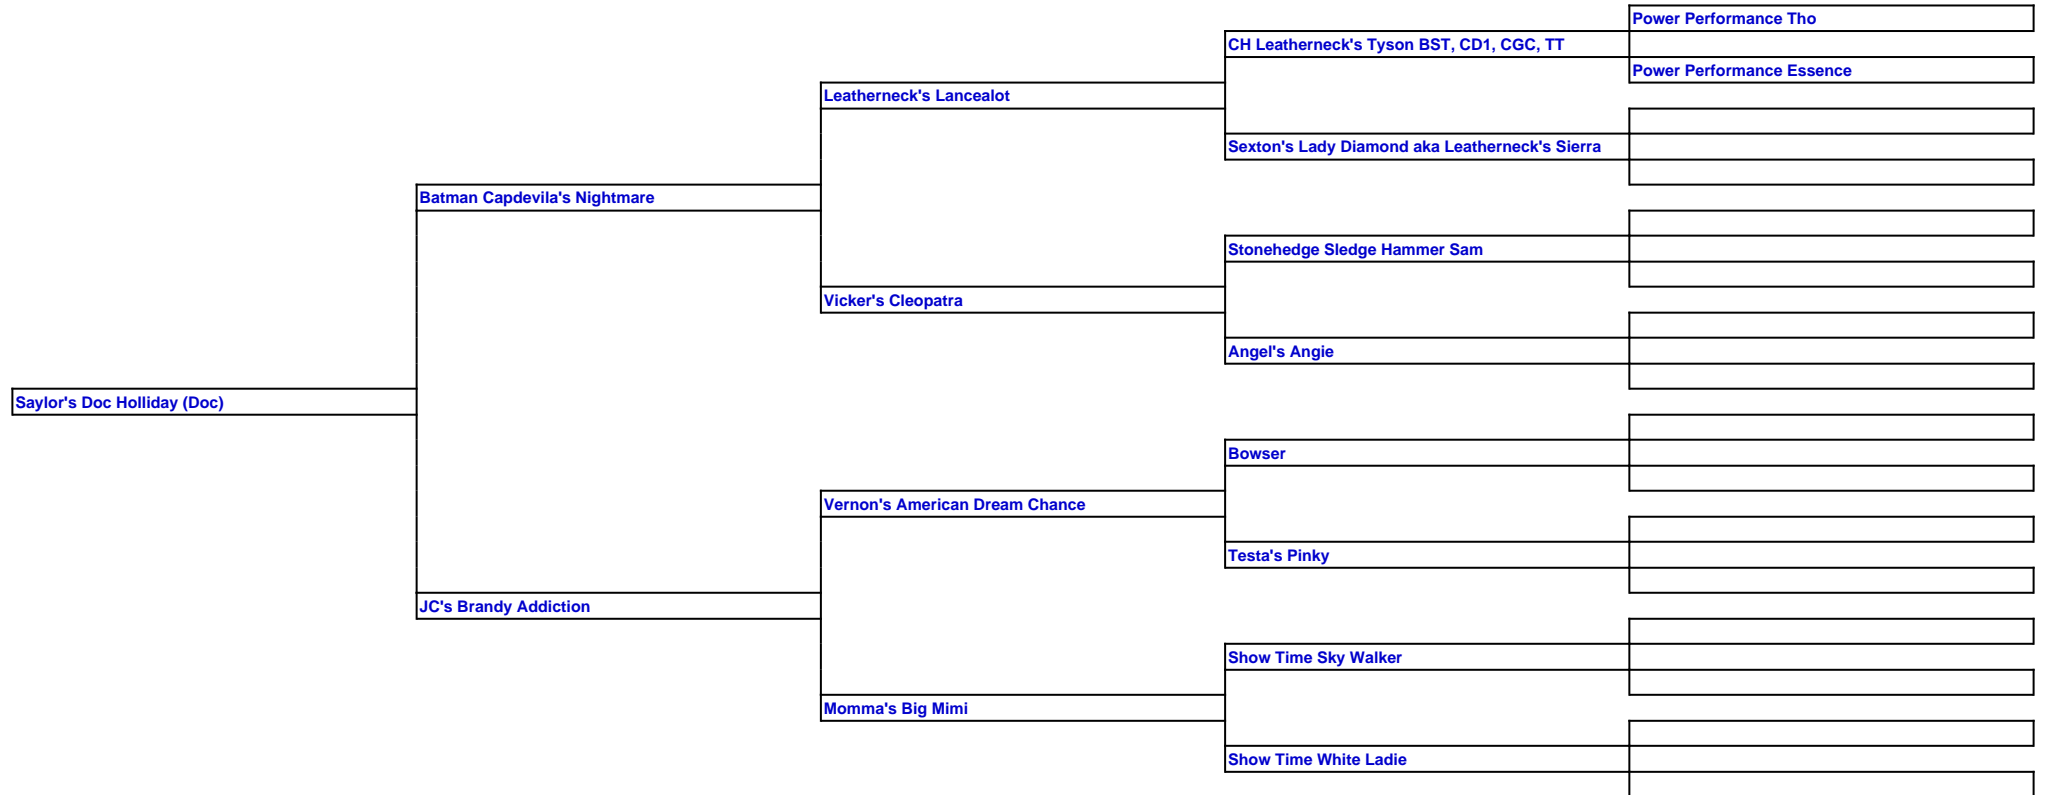 Power Performance Tho
CH Leatherneck's Tyson BST, CD1, CGC, TT
Power Performance Essence
Leatherneck's Lancealot
Sexton's Lady Diamond aka Leatherneck's Sierra
Batman Capdevila's Nightmare
Stonehedge Sledge Hammer Sam
Vicker's Cleopatra
Angel's Angie
Saylor's Doc Holliday (Doc)
Bowser
Vernon's American Dream Chance
Testa's Pinky
JC's Brandy Addiction
Show Time Sky Walker
Momma's Big Mimi
Show Time White Ladie